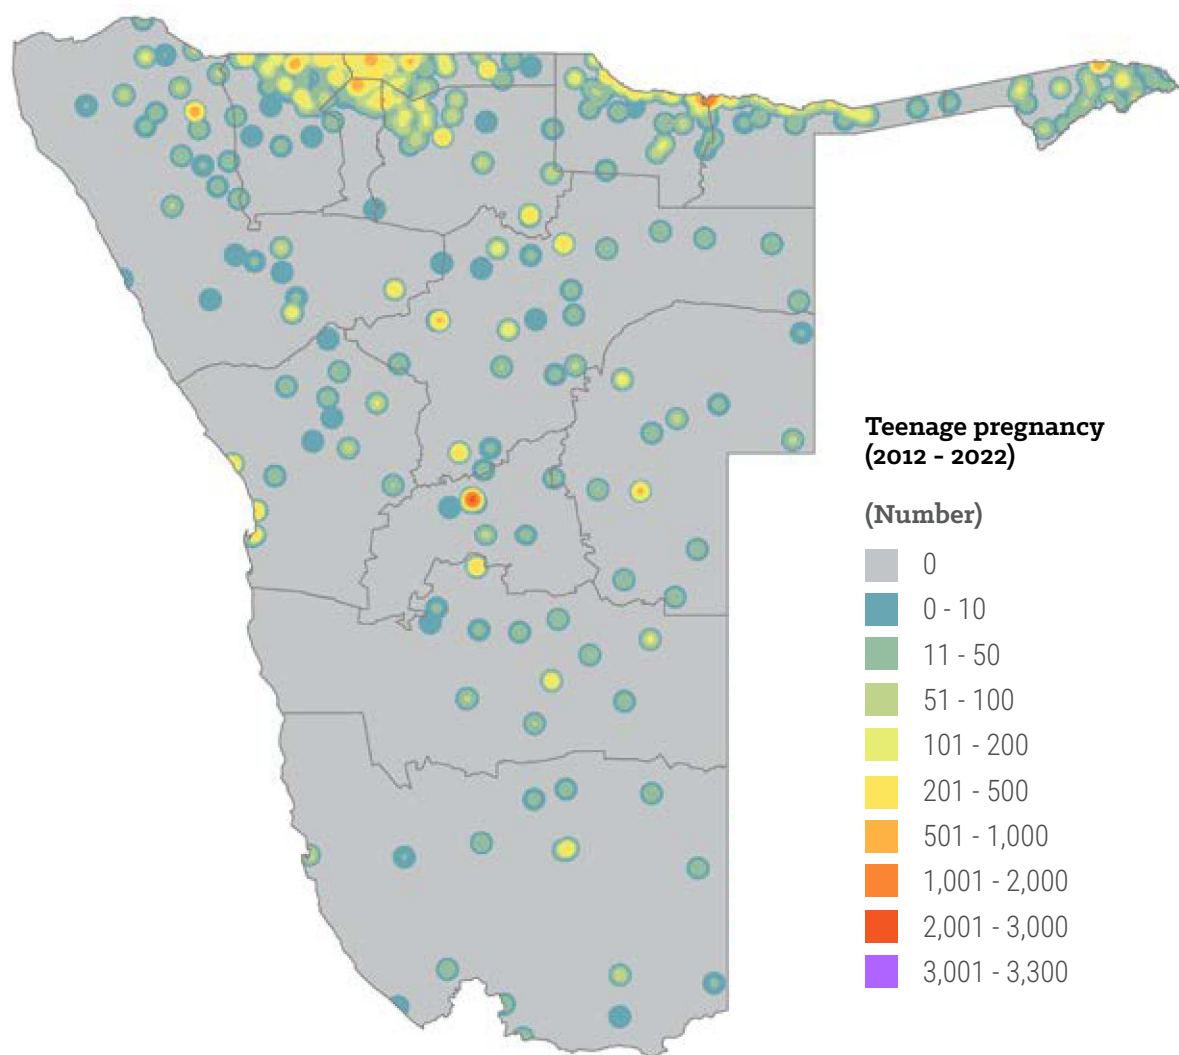 Teenage pregnancy
(2012 - 2022)
(Number)
0
0 - 10
11 - 50
51 - 100
101 - 200
201 - 500
501 - 1,000
1,001 - 2,000
2,001 - 3,000
3,001 - 3,300